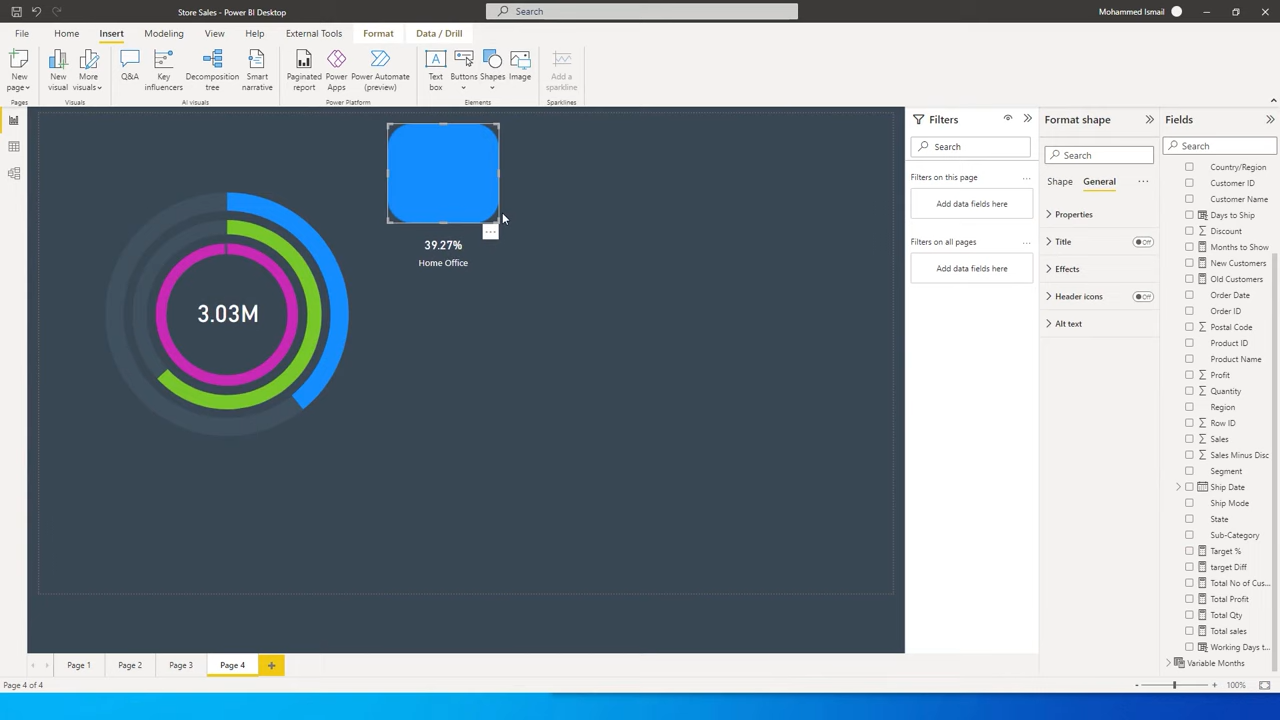 Store Sales - Power BI Desktop
Search
Mohammed Ismail
File Home Insert Modeling View Help External Tools Format Data / Drill
New page
New visual
More visuals
Q&A
Key influencers
Decomposition tree
Smart narrative
Paginated report
Power Apps
Power Automate (preview)
Text box
Buttons
Shapes
Image
Add a sparkline
Pages
Visuals
AI visuals
Power Platform
Elements
Sparklines
39.27%
Home Office
3.03M
Filters
Search
Filters on this page
Add data fields here
Filters on all pages
Add data fields here
Format shape
Search
Shape General
Properties
Title Off
Effects
Header icons Off
Alt text
Fields
Search
Country/Region
Customer ID
Customer Name
Days to Ship
Discount
Months to Show
New Customers
Old Customers
Order Date
Order ID
Postal Code
Product ID
Product Name
Profit
Quantity
Region
Row ID
Sales
Sales Minus Disc
Segment
Ship Date
Ship Mode
State
Sub-Category
Target %
target Diff
Total No of Cus...
Total Profit
Total Qty
Total sales
Working Days t...
Variable Months
Page 1 Page 2 Page 3 Page 4
Page 4 of 4
100%